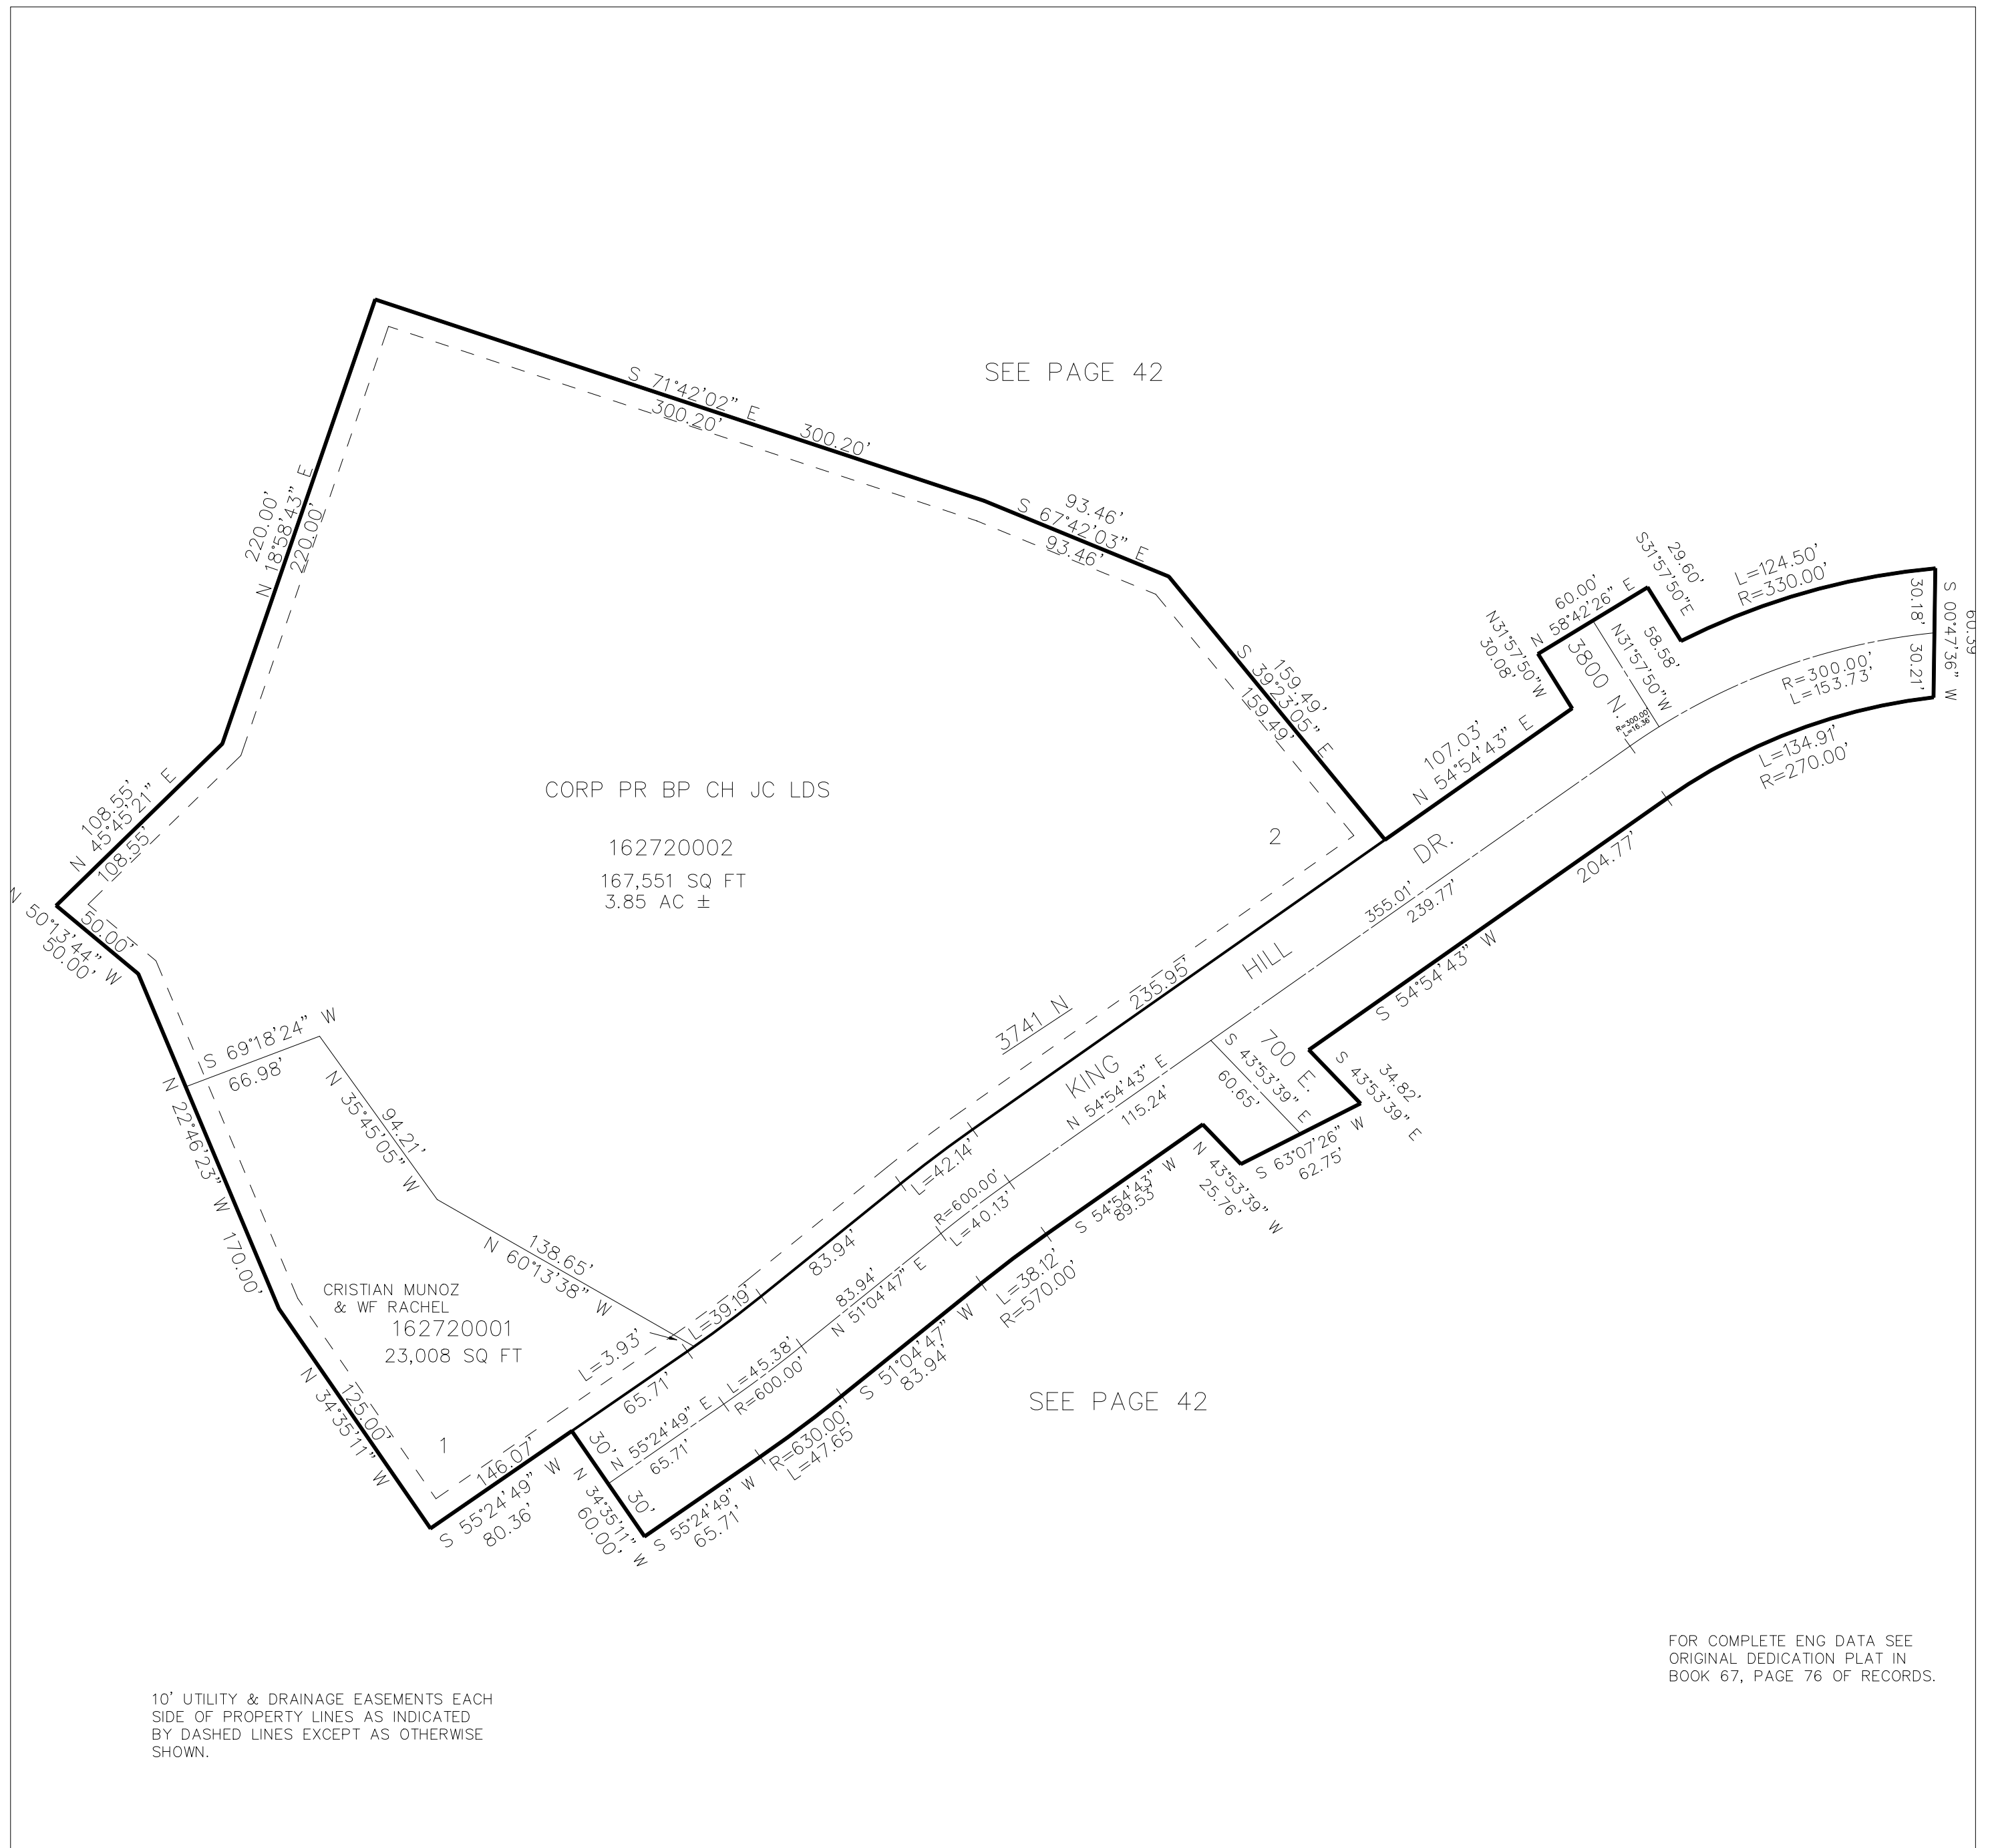 SEE PAGE 42
S 71°42'02" E
300.20'
300.20'
93.46'
S 67°42'03" E
93.46'
220.00'
N 18°58'43" E
220.00'
159.49'
S 39°23'05" E
159.49'
108.55'
N 45°45'21" E
108.55'
N 50°13'44" W
50.00'
50.00'
CORP PR BP CH JC LDS
162720002
167,551 SQ FT
3.85 AC ±
2
60.00'
N 58°42'26" E
29.60'
S31°57'50"E
N31°57'50"W
30.08'
3800 N.
58.58'
N31°57'50"W
R=300.00'
L=16.36'
L=124.50'
R=330.00'
30.18'
30.21'
S 00°47'36" W
60.39
R=300.00'
L=153.73'
L=134.91'
R=270.00'
107.03'
N 54°54'43" E
KING HILL DR.
355.01'
239.77'
204.77'
S 54°54'43" W
235.95'
3741 N
N 54°54'43" E
115.24'
700 E.
S 43°53'39" E
60.65'
34.82'
S 43°53'39" E
S 63°07'26" W
62.75'
N 43°53'39" W
25.76'
S 54°54'43" W
89.53'
S 69°18'24" W
66.98'
N 22°46'23" W
170.00'
94.21'
N 35°45'05" W
138.65'
N 60°13'38" W
CRISTIAN MUNOZ
& WF RACHEL
162720001
23,008 SQ FT
1
N 34°35'11" W
125.00'
146.07'
S 55°24'49" W
80.36'
L=3.93'
65.71'
L=39.19'
83.94'
L=42.14'
R=600.00'
L=40.13'
83.94'
N 51°04'47" E
L=45.38'
R=600.00'
N 55°24'49" E
65.71'
30'
30'
N 34°35'11" W
60.00'
S 55°24'49" W
65.71'
R=630.00'
L=47.65'
S 51°04'47" W
83.94'
L=38.12'
R=570.00'
SEE PAGE 42
FOR COMPLETE ENG DATA SEE
ORIGINAL DEDICATION PLAT IN
BOOK 67, PAGE 76 OF RECORDS.
10' UTILITY & DRAINAGE EASEMENTS EACH
SIDE OF PROPERTY LINES AS INDICATED
BY DASHED LINES EXCEPT AS OTHERWISE
SHOWN.